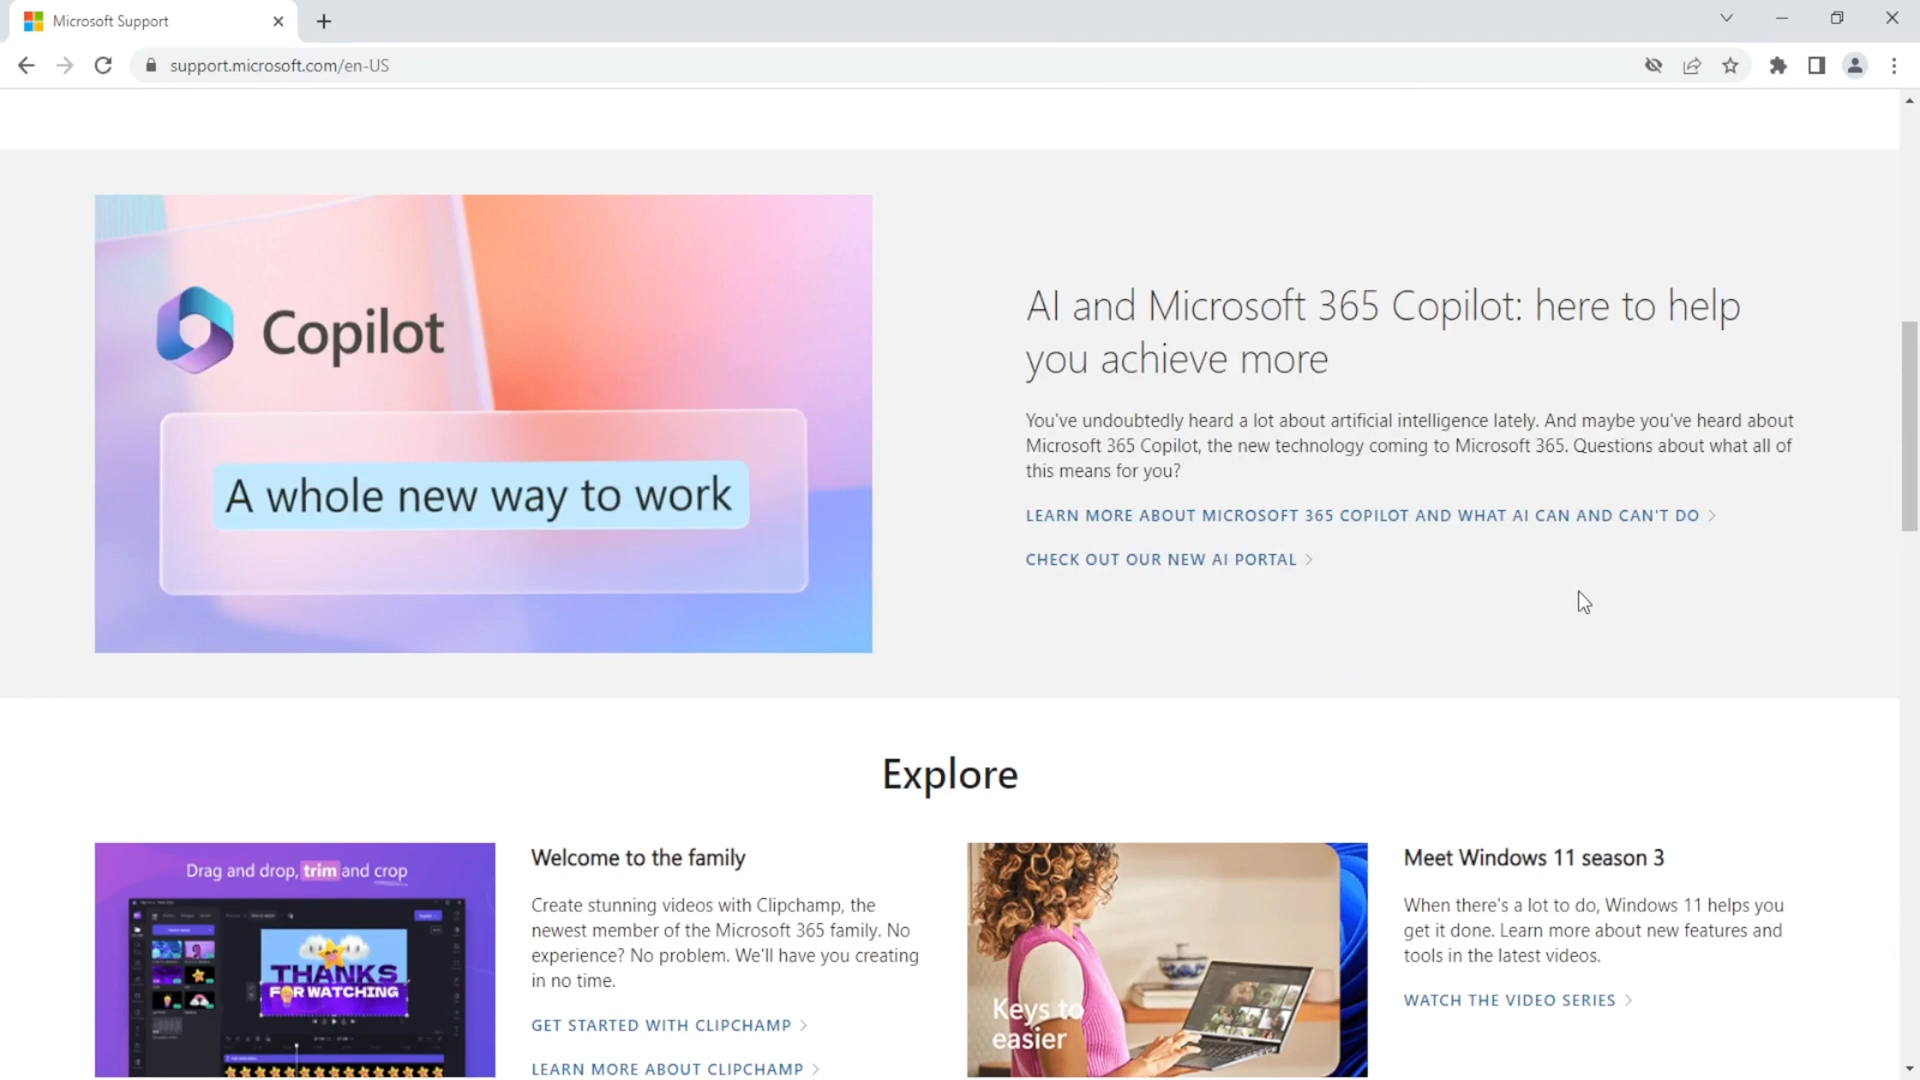 Microsoft Support
support.microsoft.com/en-US
Copilot
A whole new way to work
AI and Microsoft 365 Copilot: here to help
you achieve more
You've undoubtedly heard a lot about artificial intelligence lately. And maybe you've heard about
Microsoft 365 Copilot, the new technology coming to Microsoft 365. Questions about what all of
this means for you?
LEARN MORE ABOUT MICROSOFT 365 COPILOT AND WHAT AI CAN AND CAN'T DO >
CHECK OUT OUR NEW AI PORTAL >
Explore
Drag and drop, trim and crop
THANKS
FOR WATCHING
Welcome to the family
Create stunning videos with Clipchamp, the
newest member of the Microsoft 365 family. No
experience? No problem. We'll have you creating
in no time.
GET STARTED WITH CLIPCHAMP >
LEARN MORE ABOUT CLIPCHAMP >
Keys to
easier
Meet Windows 11 season 3
When there's a lot to do, Windows 11 helps you
get it done. Learn more about new features and
tools in the latest videos.
WATCH THE VIDEO SERIES >